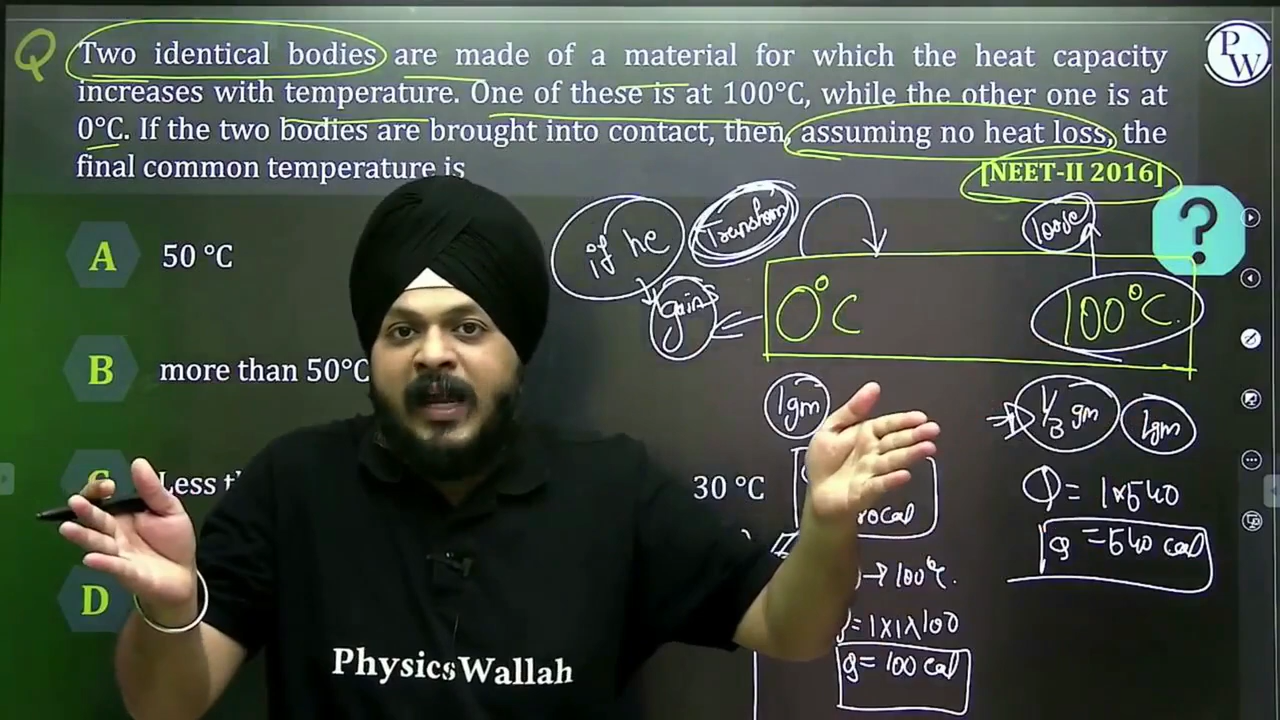 Q Two identical bodies are made of a material for which the heat capacity
increases with temperature. One of these is at 100°C, while the other one is at
0°C. If the two bodies are brought into contact, then, assuming no heat loss, the
final common temperature is
[NEET-II 2016]
P
W
?
A 50 °C
B more than 50°C
C Less
30 °C
D
if he
Transform
gains
loose
0°C
100°C
1gm
1/3 gm
1gm
Q = 1×540
Q = 540 cal
→ 100°C.
= 1×1×100
Q = 100 cal
PhysicsWallah